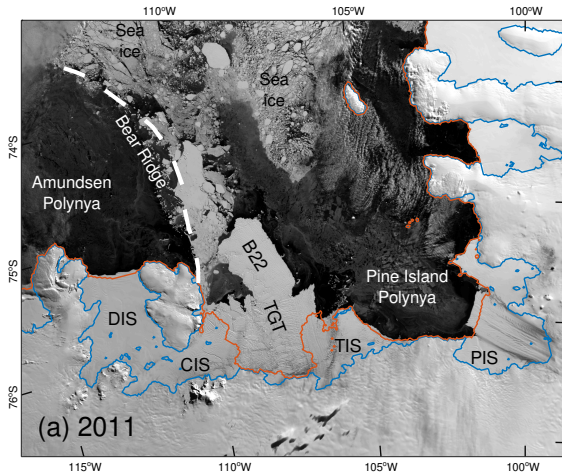 110°W 105°W 100°W
Sea
ice
Sea
ice
Bear Ridge
Amundsen
Polynya
74°S
75°S
76°S
B22
TGT
Pine Island
Polynya
DIS
CIS
TIS
PIS
(a) 2011
115°W 110°W 105°W 100°W